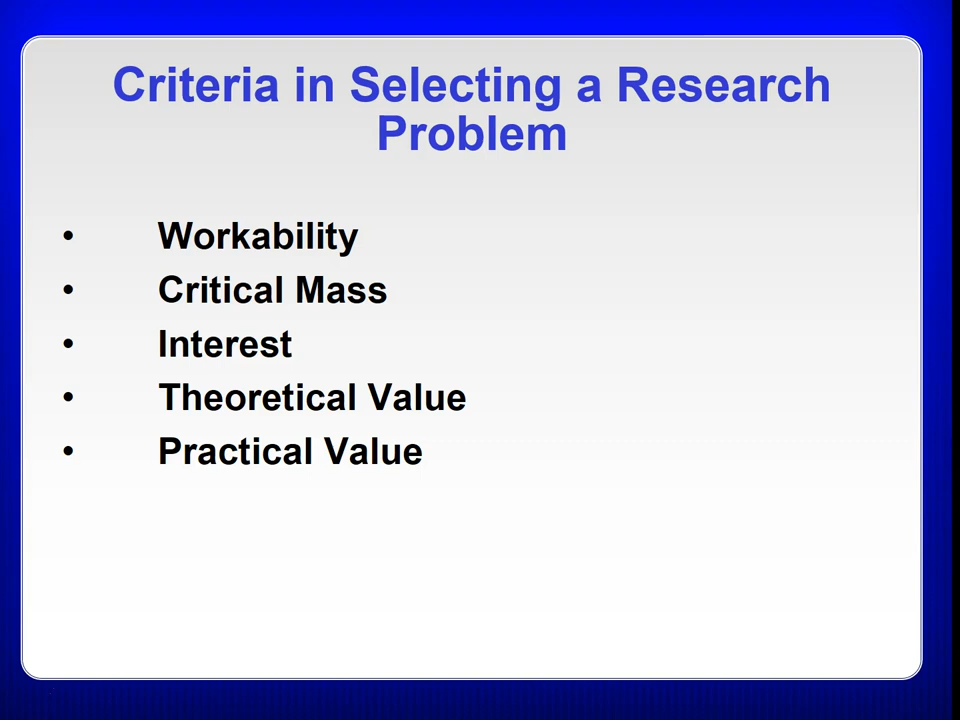 Criteria in Selecting a Research
Problem
• Workability
• Critical Mass
• Interest
• Theoretical Value
• Practical Value